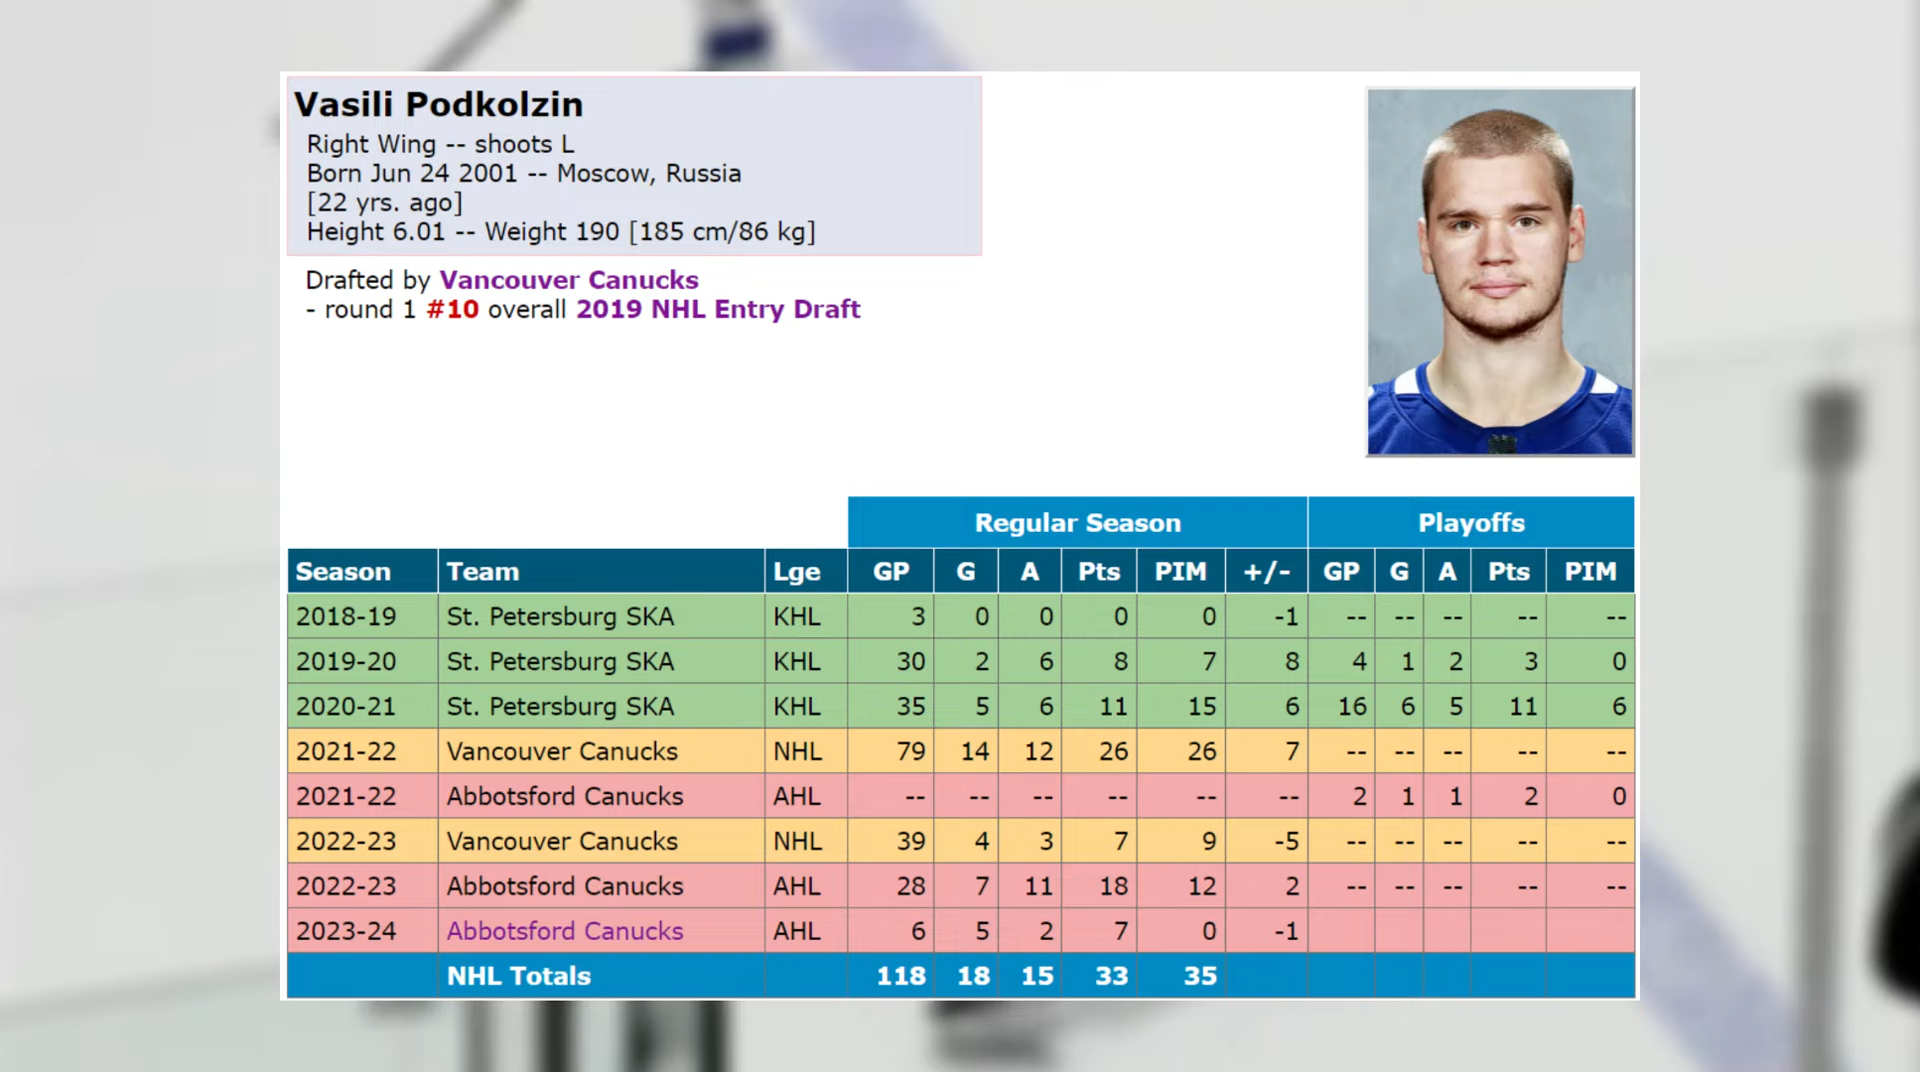 Vasili Podkolzin
Right Wing -- shoots L
Born Jun 24 2001 -- Moscow, Russia
[22 yrs. ago]
Height 6.01 -- Weight 190 [185 cm/86 kg]
Drafted by Vancouver Canucks
- round 1 #10 overall 2019 NHL Entry Draft
Regular Season Playoffs
Season Team Lge GP G A Pts PIM +/- GP G A Pts PIM
2018-19 St. Petersburg SKA KHL 3 0 0 0 0 -1 -- -- -- -- --
2019-20 St. Petersburg SKA KHL 30 2 6 8 7 8 4 1 2 3 0
2020-21 St. Petersburg SKA KHL 35 5 6 11 15 6 16 6 5 11 6
2021-22 Vancouver Canucks NHL 79 14 12 26 26 7 -- -- -- -- --
2021-22 Abbotsford Canucks AHL -- -- -- -- -- -- 2 1 1 2 0
2022-23 Vancouver Canucks NHL 39 4 3 7 9 -5 -- -- -- -- --
2022-23 Abbotsford Canucks AHL 28 7 11 18 12 2 -- -- -- -- --
2023-24 Abbotsford Canucks AHL 6 5 2 7 0 -1
NHL Totals 118 18 15 33 35